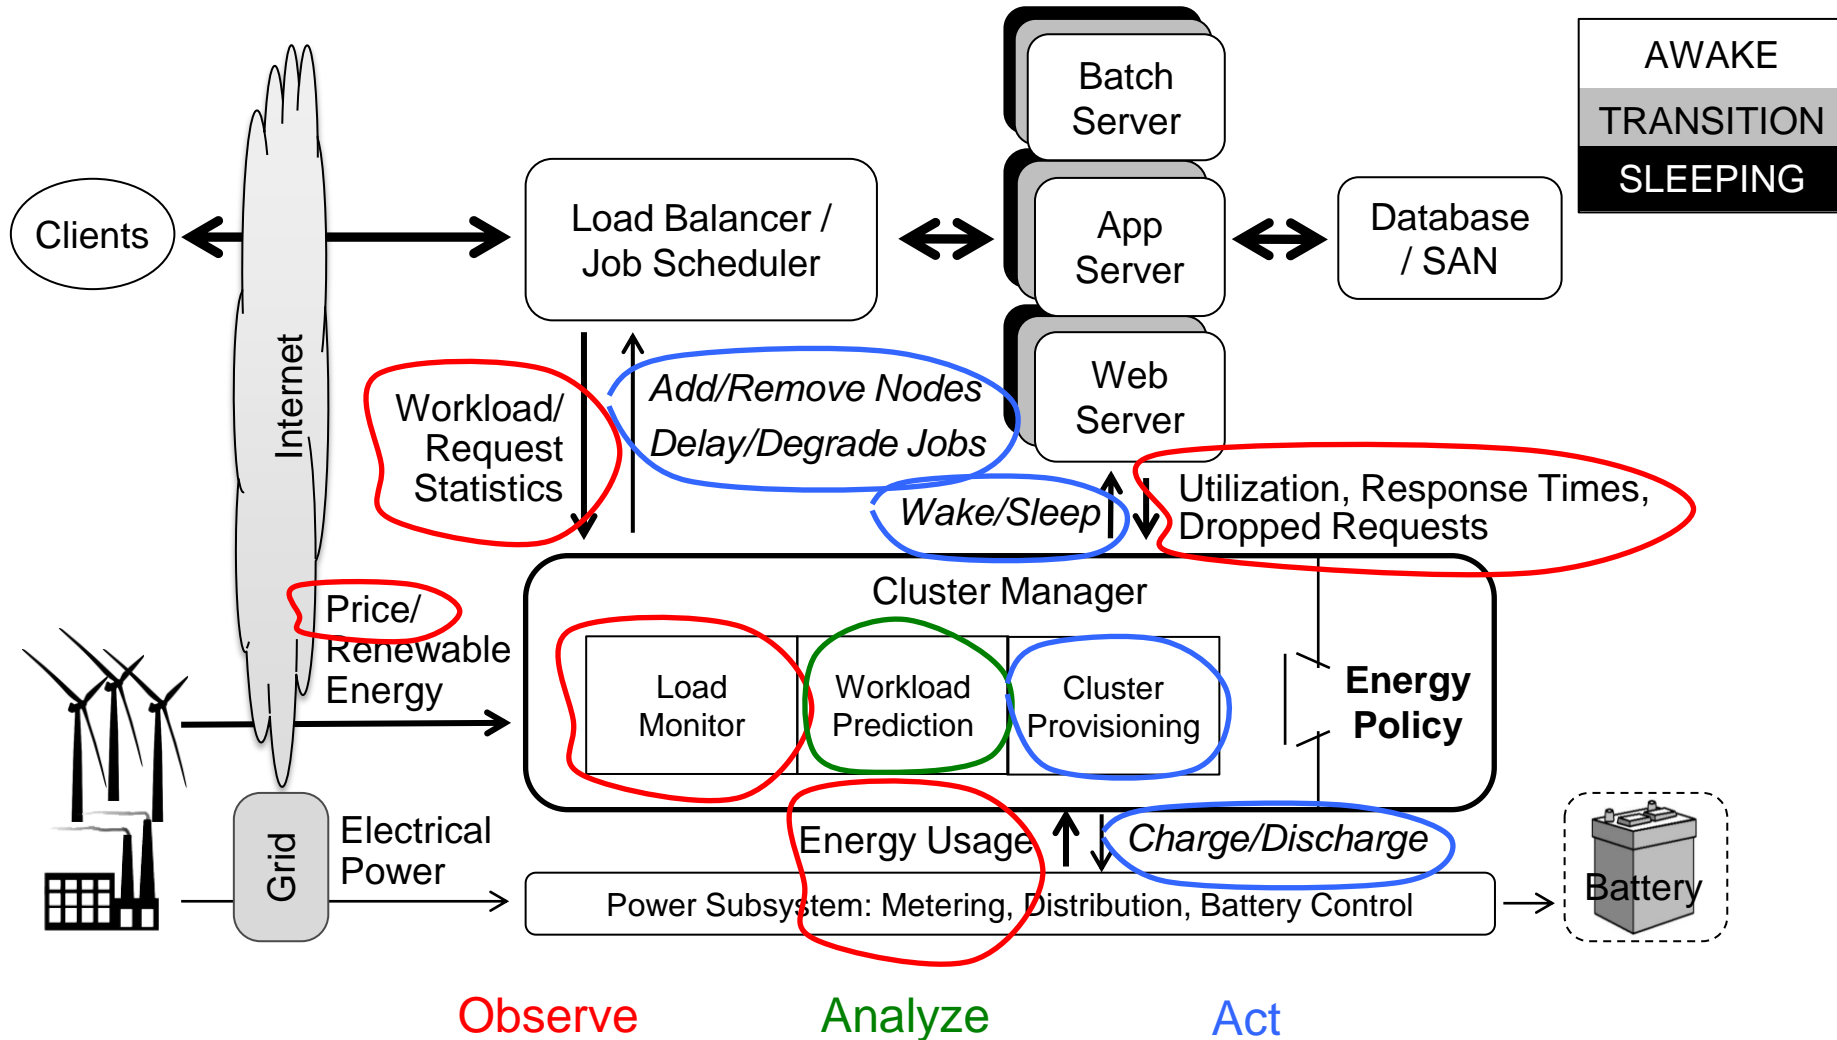 Batch
Server
AWAKE
TRANSITION
SLEEPING
Clients
Load Balancer /
Job Scheduler
App
Server
Database
/ SAN
Internet
Workload/
Request
Statistics
Add/Remove Nodes
Delay/Degrade Jobs
Web
Server
Wake/Sleep
Utilization, Response Times,
Dropped Requests
Cluster Manager
Price/
Renewable
Energy
Load
Monitor
Workload
Prediction
Cluster
Provisioning
Energy
Policy
Grid
Electrical
Power
Energy Usage
Charge/Discharge
Power Subsystem: Metering, Distribution, Battery Control
Battery
Observe
Analyze
Act